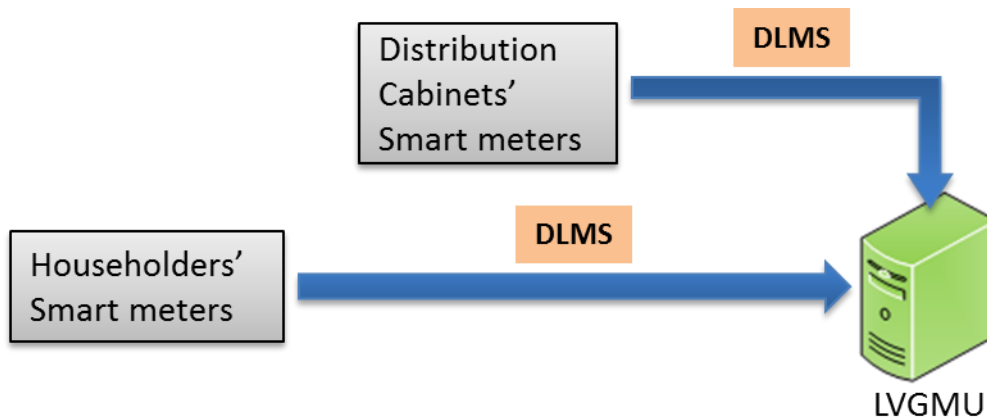 DLMS
Distribution
Cabinets’
Smart meters
DLMS
Householders’
Smart meters
LVGMU